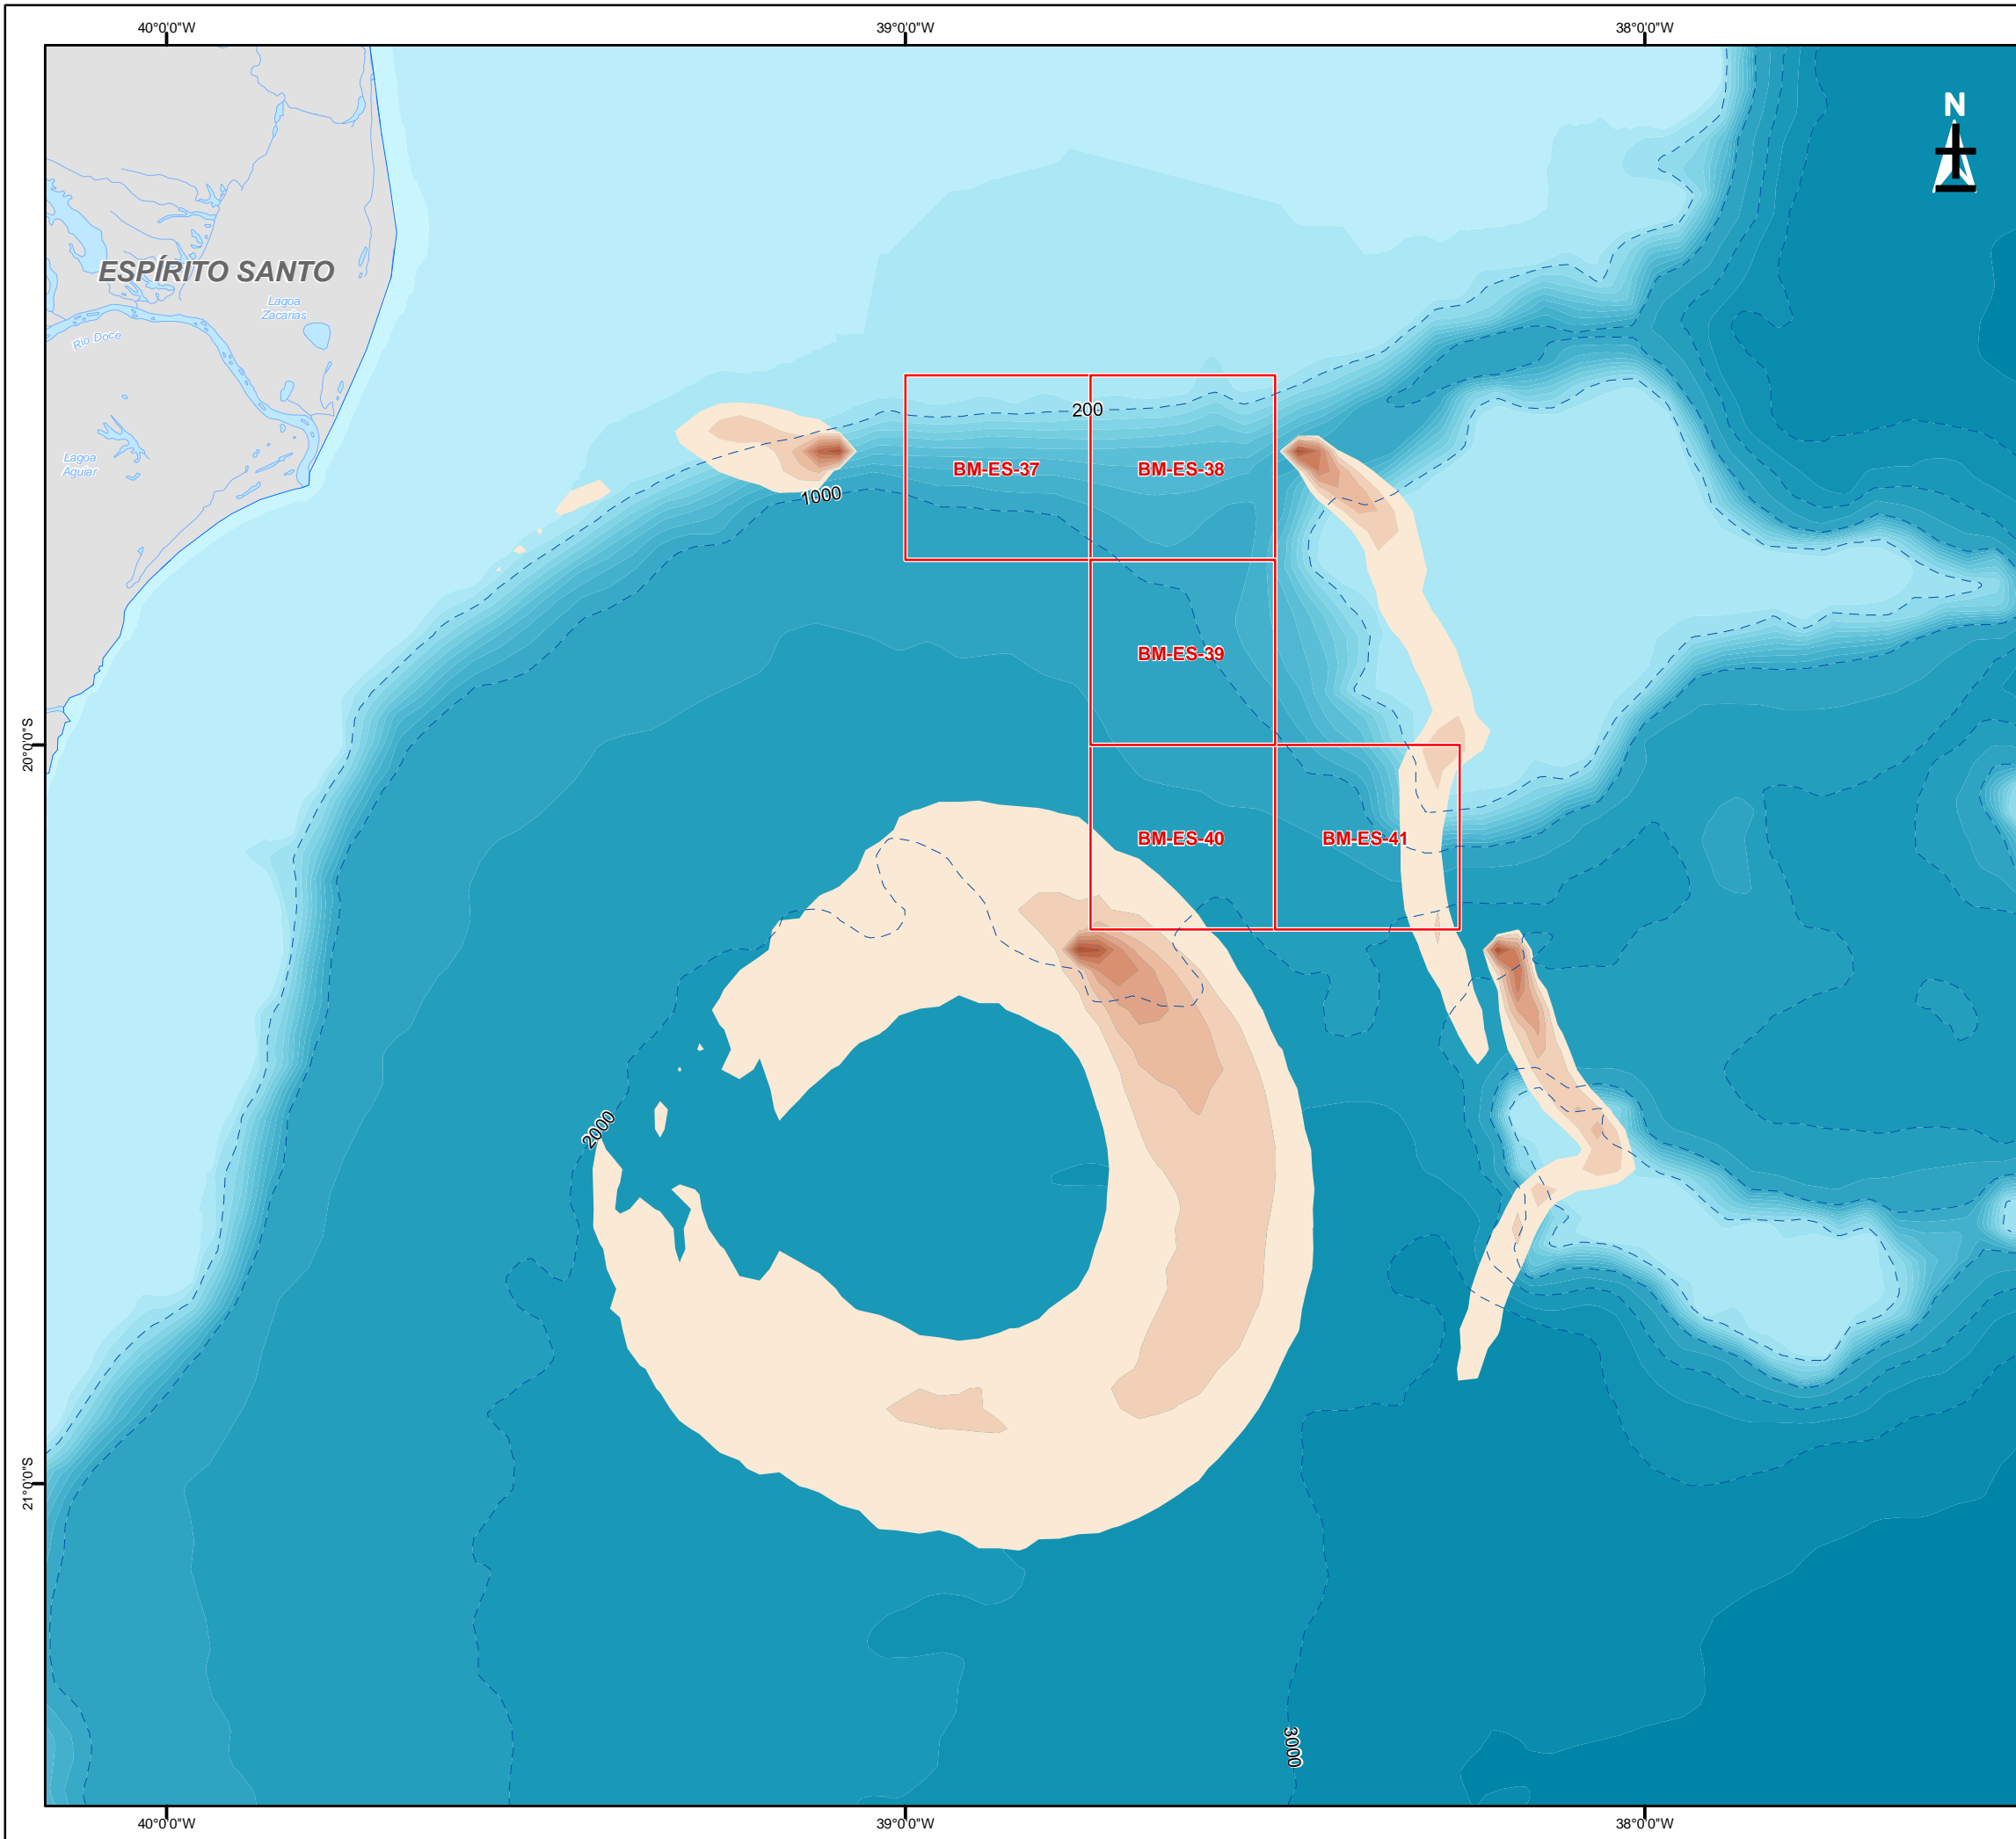 40°0'0"W 39°0'0"W 38°0'0"W
N
ESPÍRITO SANTO
Lagoa
Zacarias
Rio Doce
200
Lagoa
Aguiar
BM-ES-37 BM-ES-38
1000
BM-ES-39
20°0'0"S
BM-ES-40 BM-ES-41
2000
21°0'0"S
3000
40°0'0"W 39°0'0"W 38°0'0"W